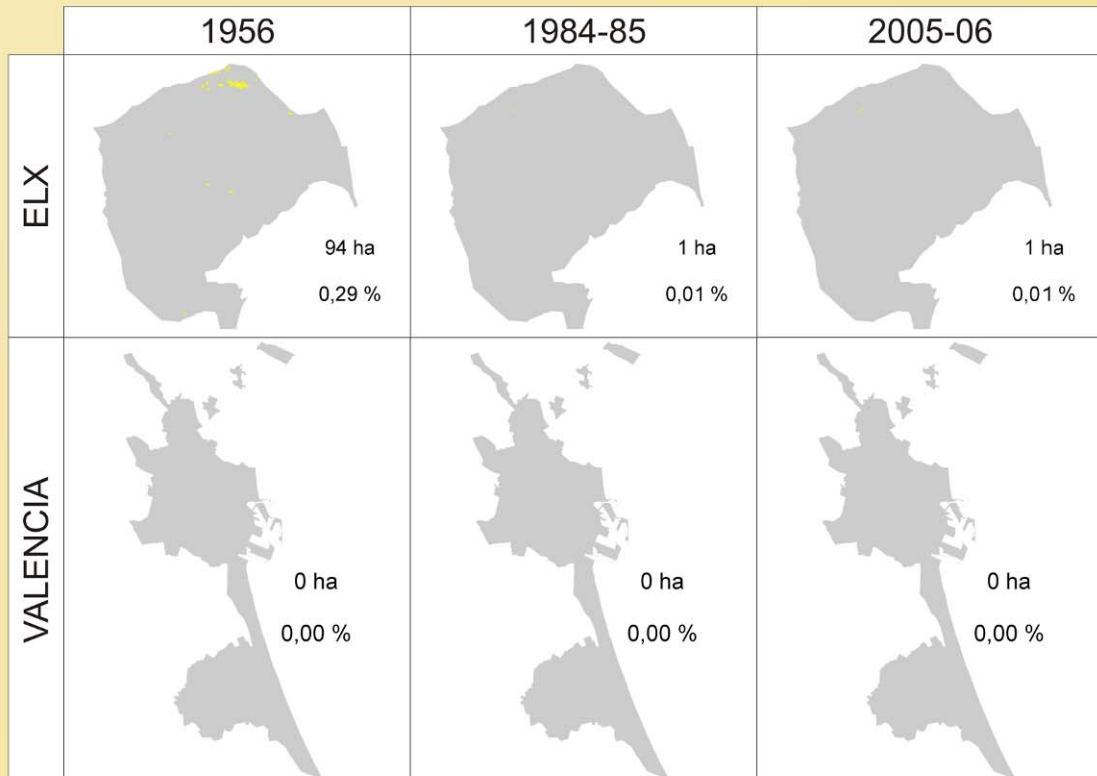 1956
1984-85
2005-06
ELX
94 ha
0,29 %
1 ha
0,01 %
1 ha
0,01 %
VALENCIA
0 ha
0,00 %
0 ha
0,00 %
0 ha
0,00 %